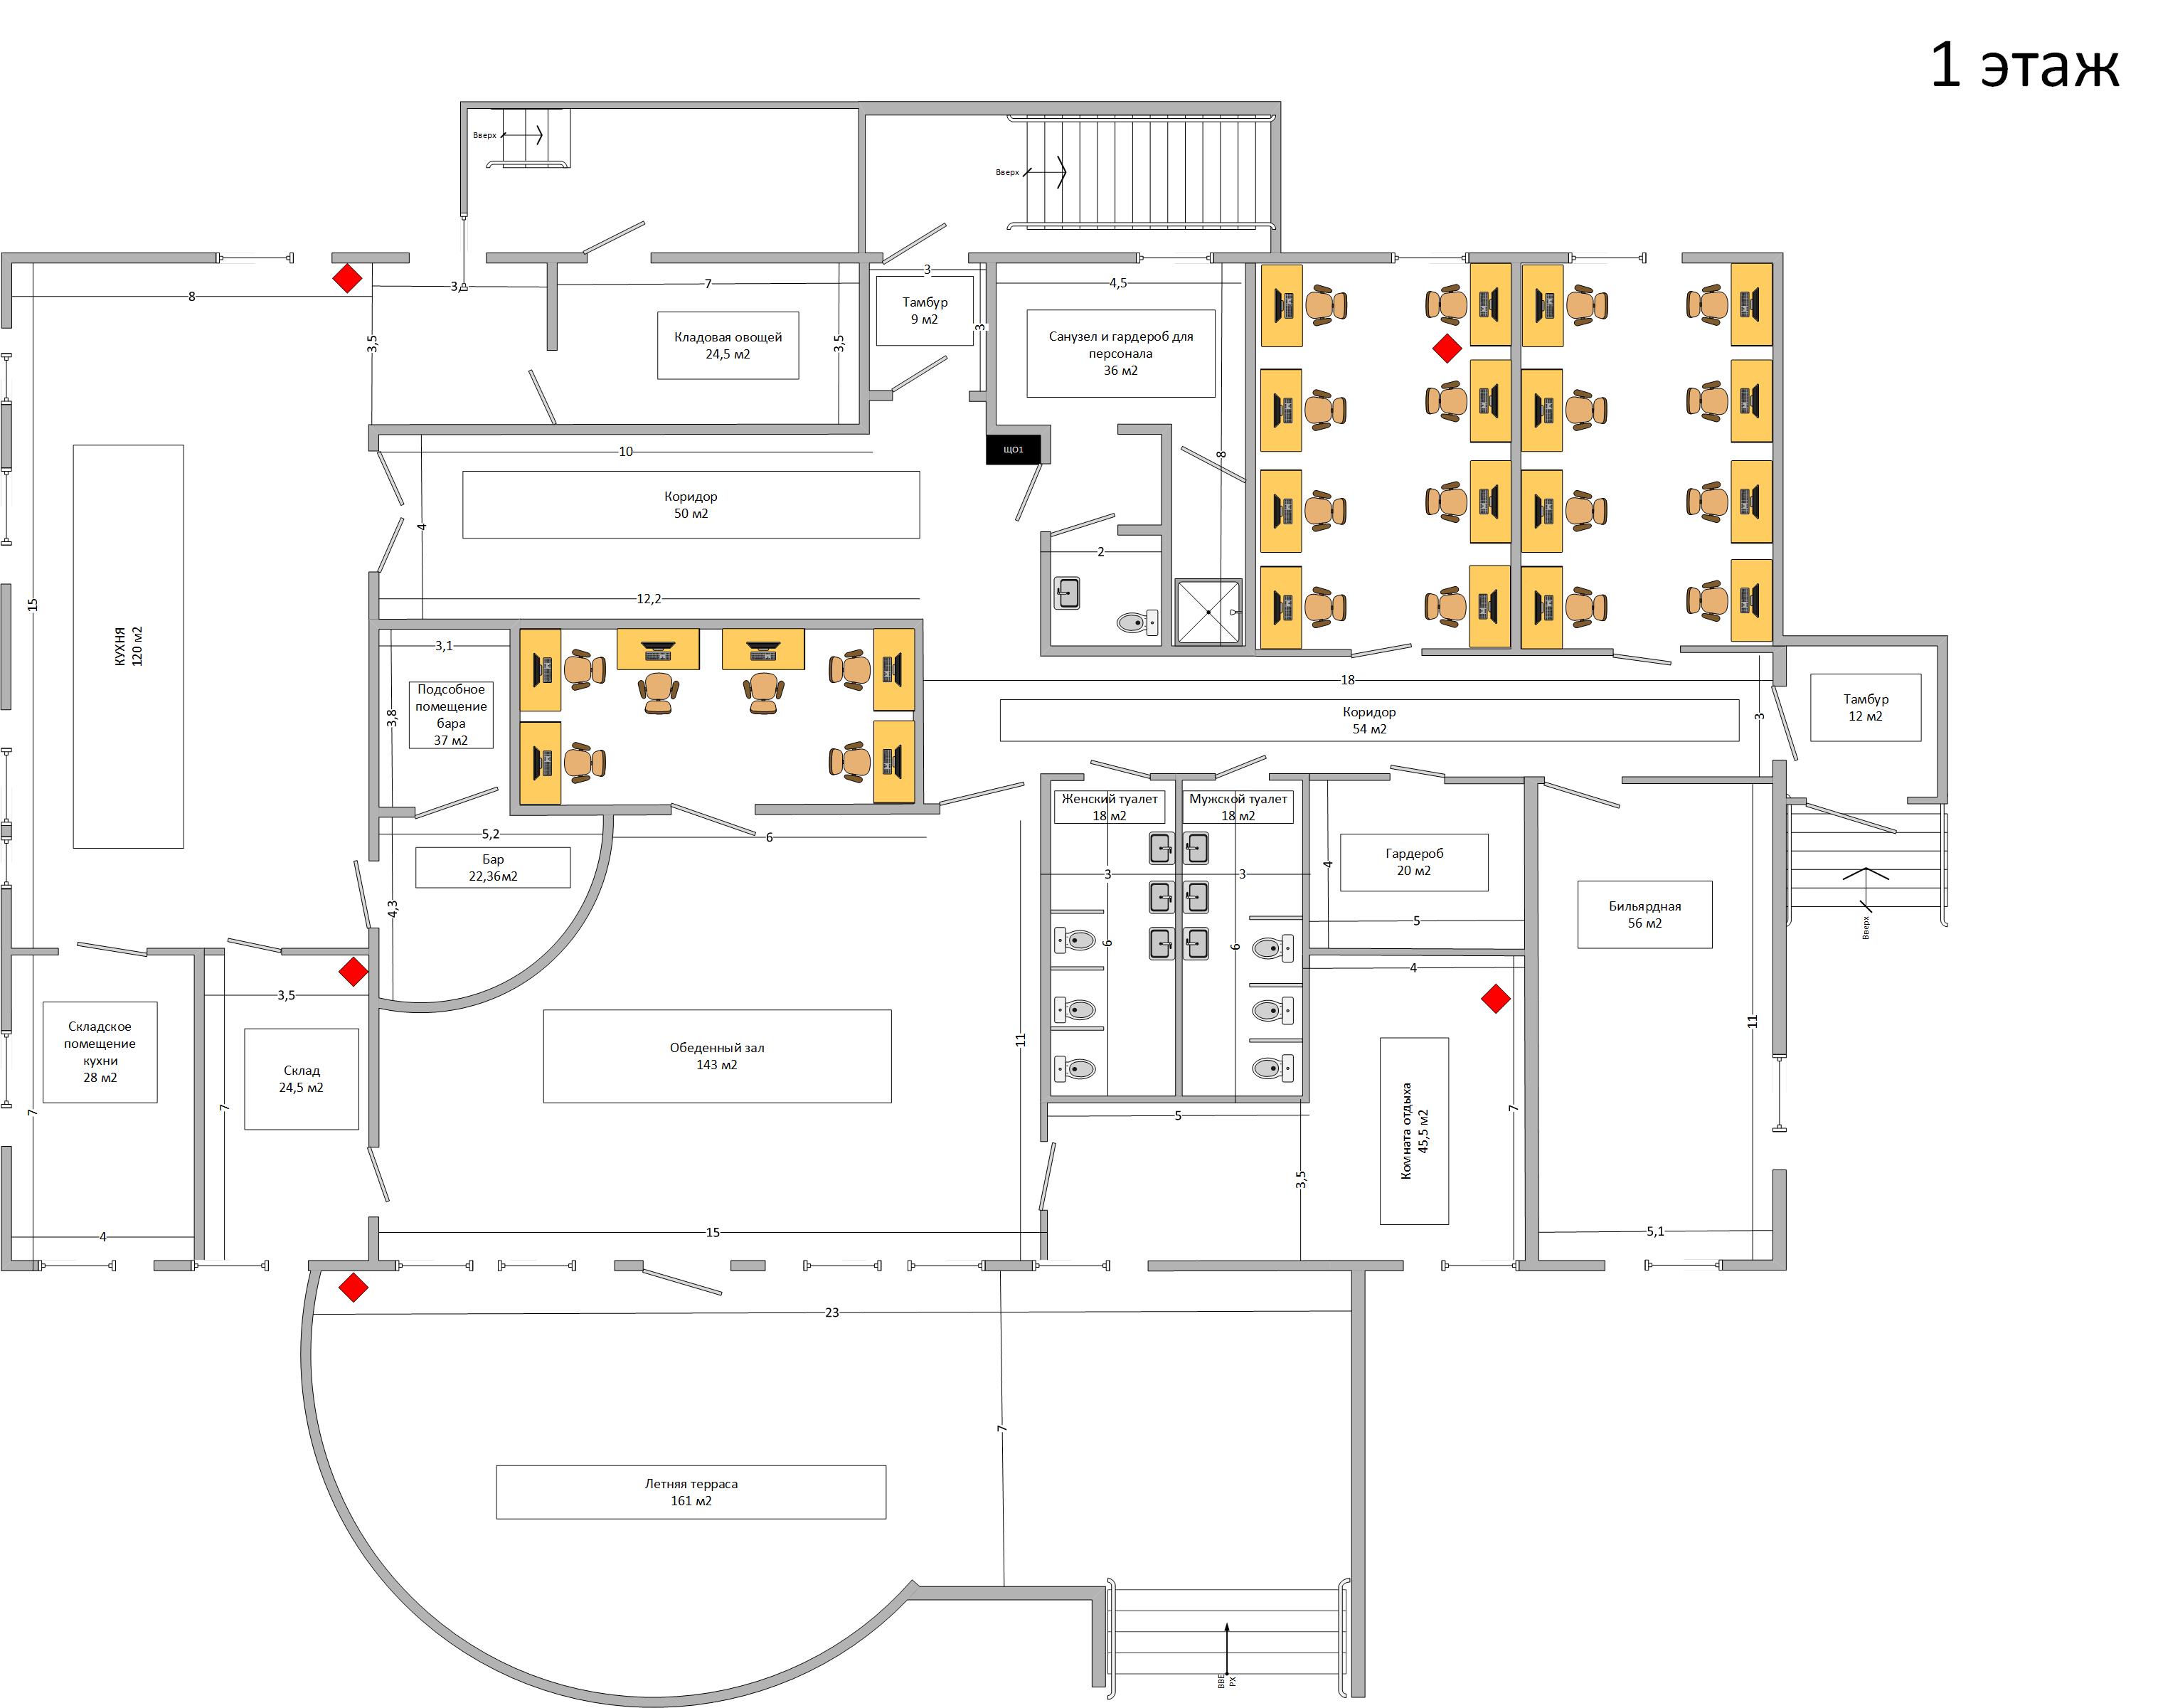 1 этаж
Вверх
Вверх
8
3,
7
3
4,5
Тамбур
9 м2
3
Кладовая овощей
24,5 м2
3,5
3,5
Санузел и гардероб для
персонала
36 м2
8
ЩО1
10
Коридор
50 м2
4
2
12,2
15
КУХНЯ
120 м2
3,1
Подсобное
помещение
бара
37 м2
3,8
18
Коридор
54 м2
3
Тамбур
12 м2
Вверх
Женский туалет
18 м2
Мужской туалет
18 м2
5,2
6
Бар
22,36м2
4,3
3
3
6
6
4
Гардероб
20 м2
5
Бильярдная
56 м2
11
5,1
4
Комната отдыха
45,5 м2
7
3,5
5
3,5
Складское
помещение
кухни
28 м2
7
4
Склад
24,5 м2
7
Обеденный зал
143 м2
11
15
23
7
Летняя терраса
161 м2
ВВЕ
РХ